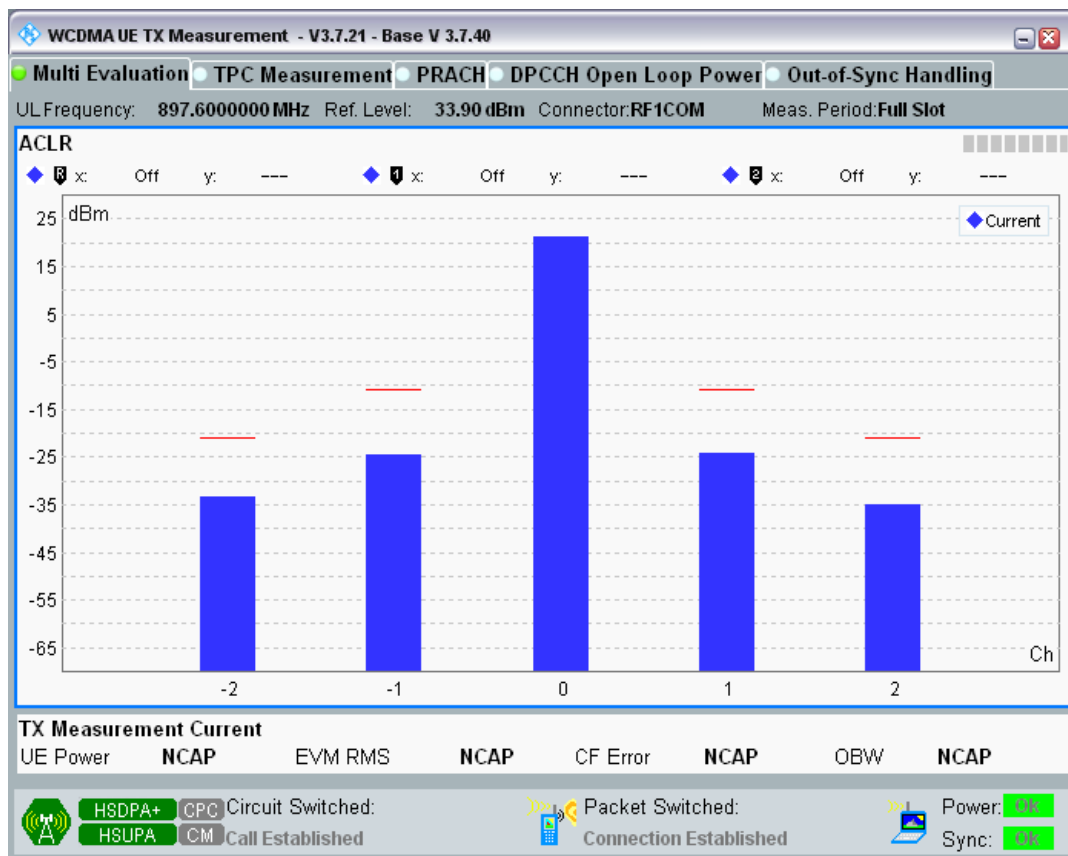 WCDMA UE TX Measurement - V3.7.21 - Base V 3.7.40
Multi Evaluation TPC Measurement PRACH DPCCH Open Loop Power Out-of-Sync Handling
UL Frequency: 897.6000000 MHz Ref. Level: 33.90 dBm Connector:RF1COM Meas. Period:Full Slot
ACLR
R x: Off y: --- 1 x: Off y: --- 2 x: Off y: ---
dBm
Current
25
15
5
-5
-15
-25
-35
-45
-55
-65
Ch
-2 -1 0 1 2
TX Measurement Current
UE Power NCAP EVM RMS NCAP CF Error NCAP OBW NCAP
HSDPA+ CPC Circuit Switched: Packet Switched: Power: OK
HSUPA CM Call Established Connection Established Sync: OK